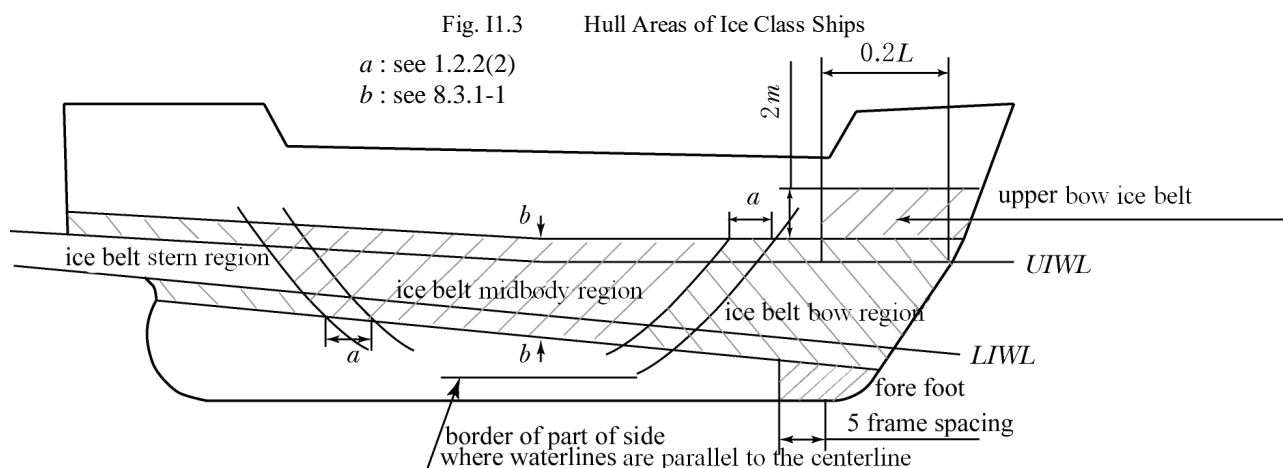 Fig. I1.3 Hull Areas of Ice Class Ships
a : see 1.2.2(2)
b : see 8.3.1-1
0.2L
2m
a
upper bow ice belt
b
ice belt stern region
UIWL
ice belt midbody region
ice belt bow region
a
b
LIWL
fore foot
5 frame spacing
border of part of side
where waterlines are parallel to the centerline